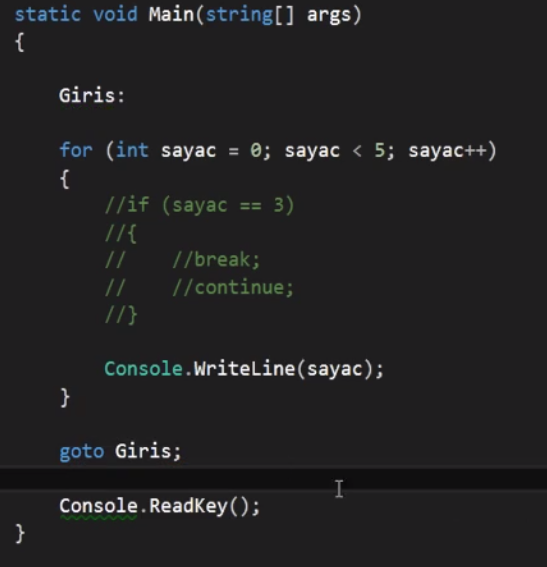 static void Main(string[] args)
{
Giris:
for (int sayac = 0; sayac < 5; sayac++)
{
//if (sayac == 3)
//{
//    //break;
//    //continue;
//}
Console.WriteLine(sayac);
}
goto Giris;
Console.ReadKey();
}